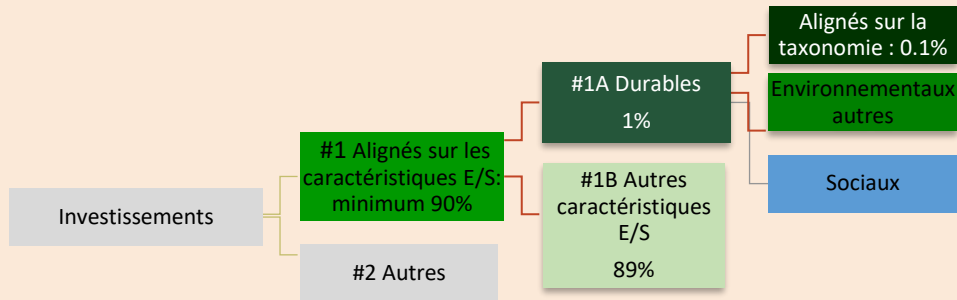 Investissements
#1 Alignés sur les
caractéristiques E/S:
minimum 90%
#2 Autres
#1A Durables
1%
#1B Autres
caractéristiques
E/S
89%
Alignés sur la
taxonomie : 0.1%
Environnementaux
autres
Sociaux